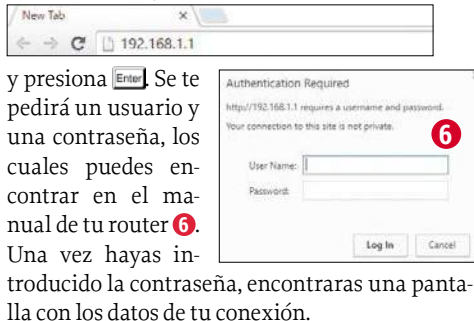 New Tab
192.168.1.1
y presiona Enter. Se te
pedirá un usuario y
una contraseña, los
cuales puedes en-
contrar en el ma-
nual de tu router 6.
Una vez hayas in-
troducido la contraseña, encontraras una panta-
lla con los datos de tu conexión.
Authentication Required
http://192.168.1.1 requires a username and password.
Your connection to this site is not private.
6
User Name:
Password:
Log In Cancel